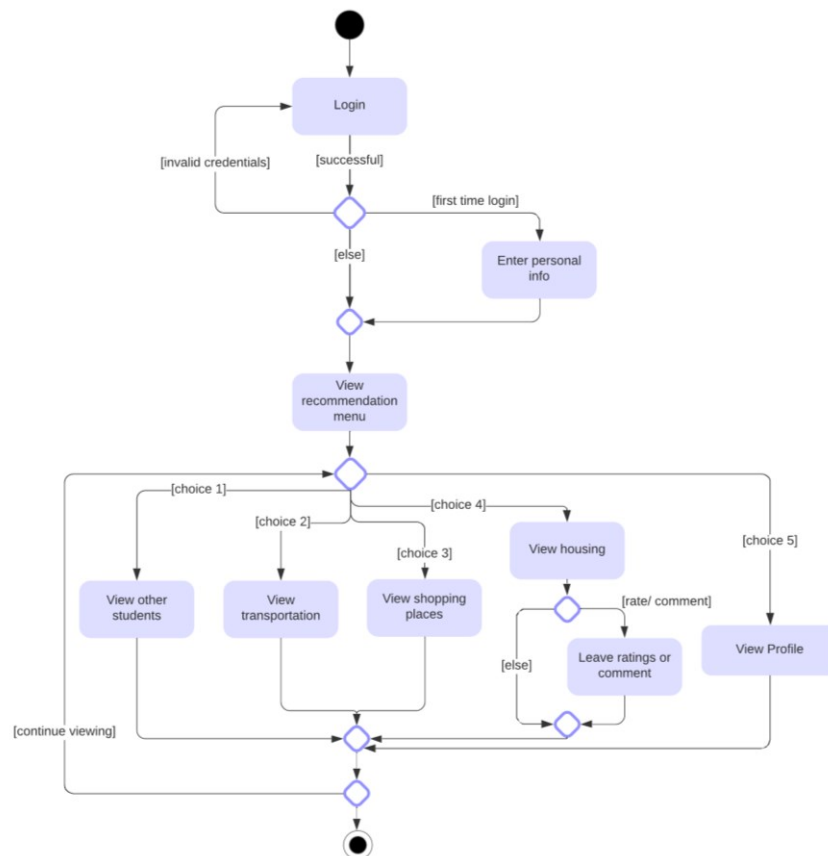 Login
[invalid credentials]
[successful]
[first time login]
[else]
Enter personal
info
View
recommendation
menu
[choice 1]
[choice 4]
[choice 2]
[choice 5]
[choice 3]
View housing
View other
students
View
transportation
View shopping
places
[rate/ comment]
[else]
Leave ratings or
comment
View Profile
[continue viewing]